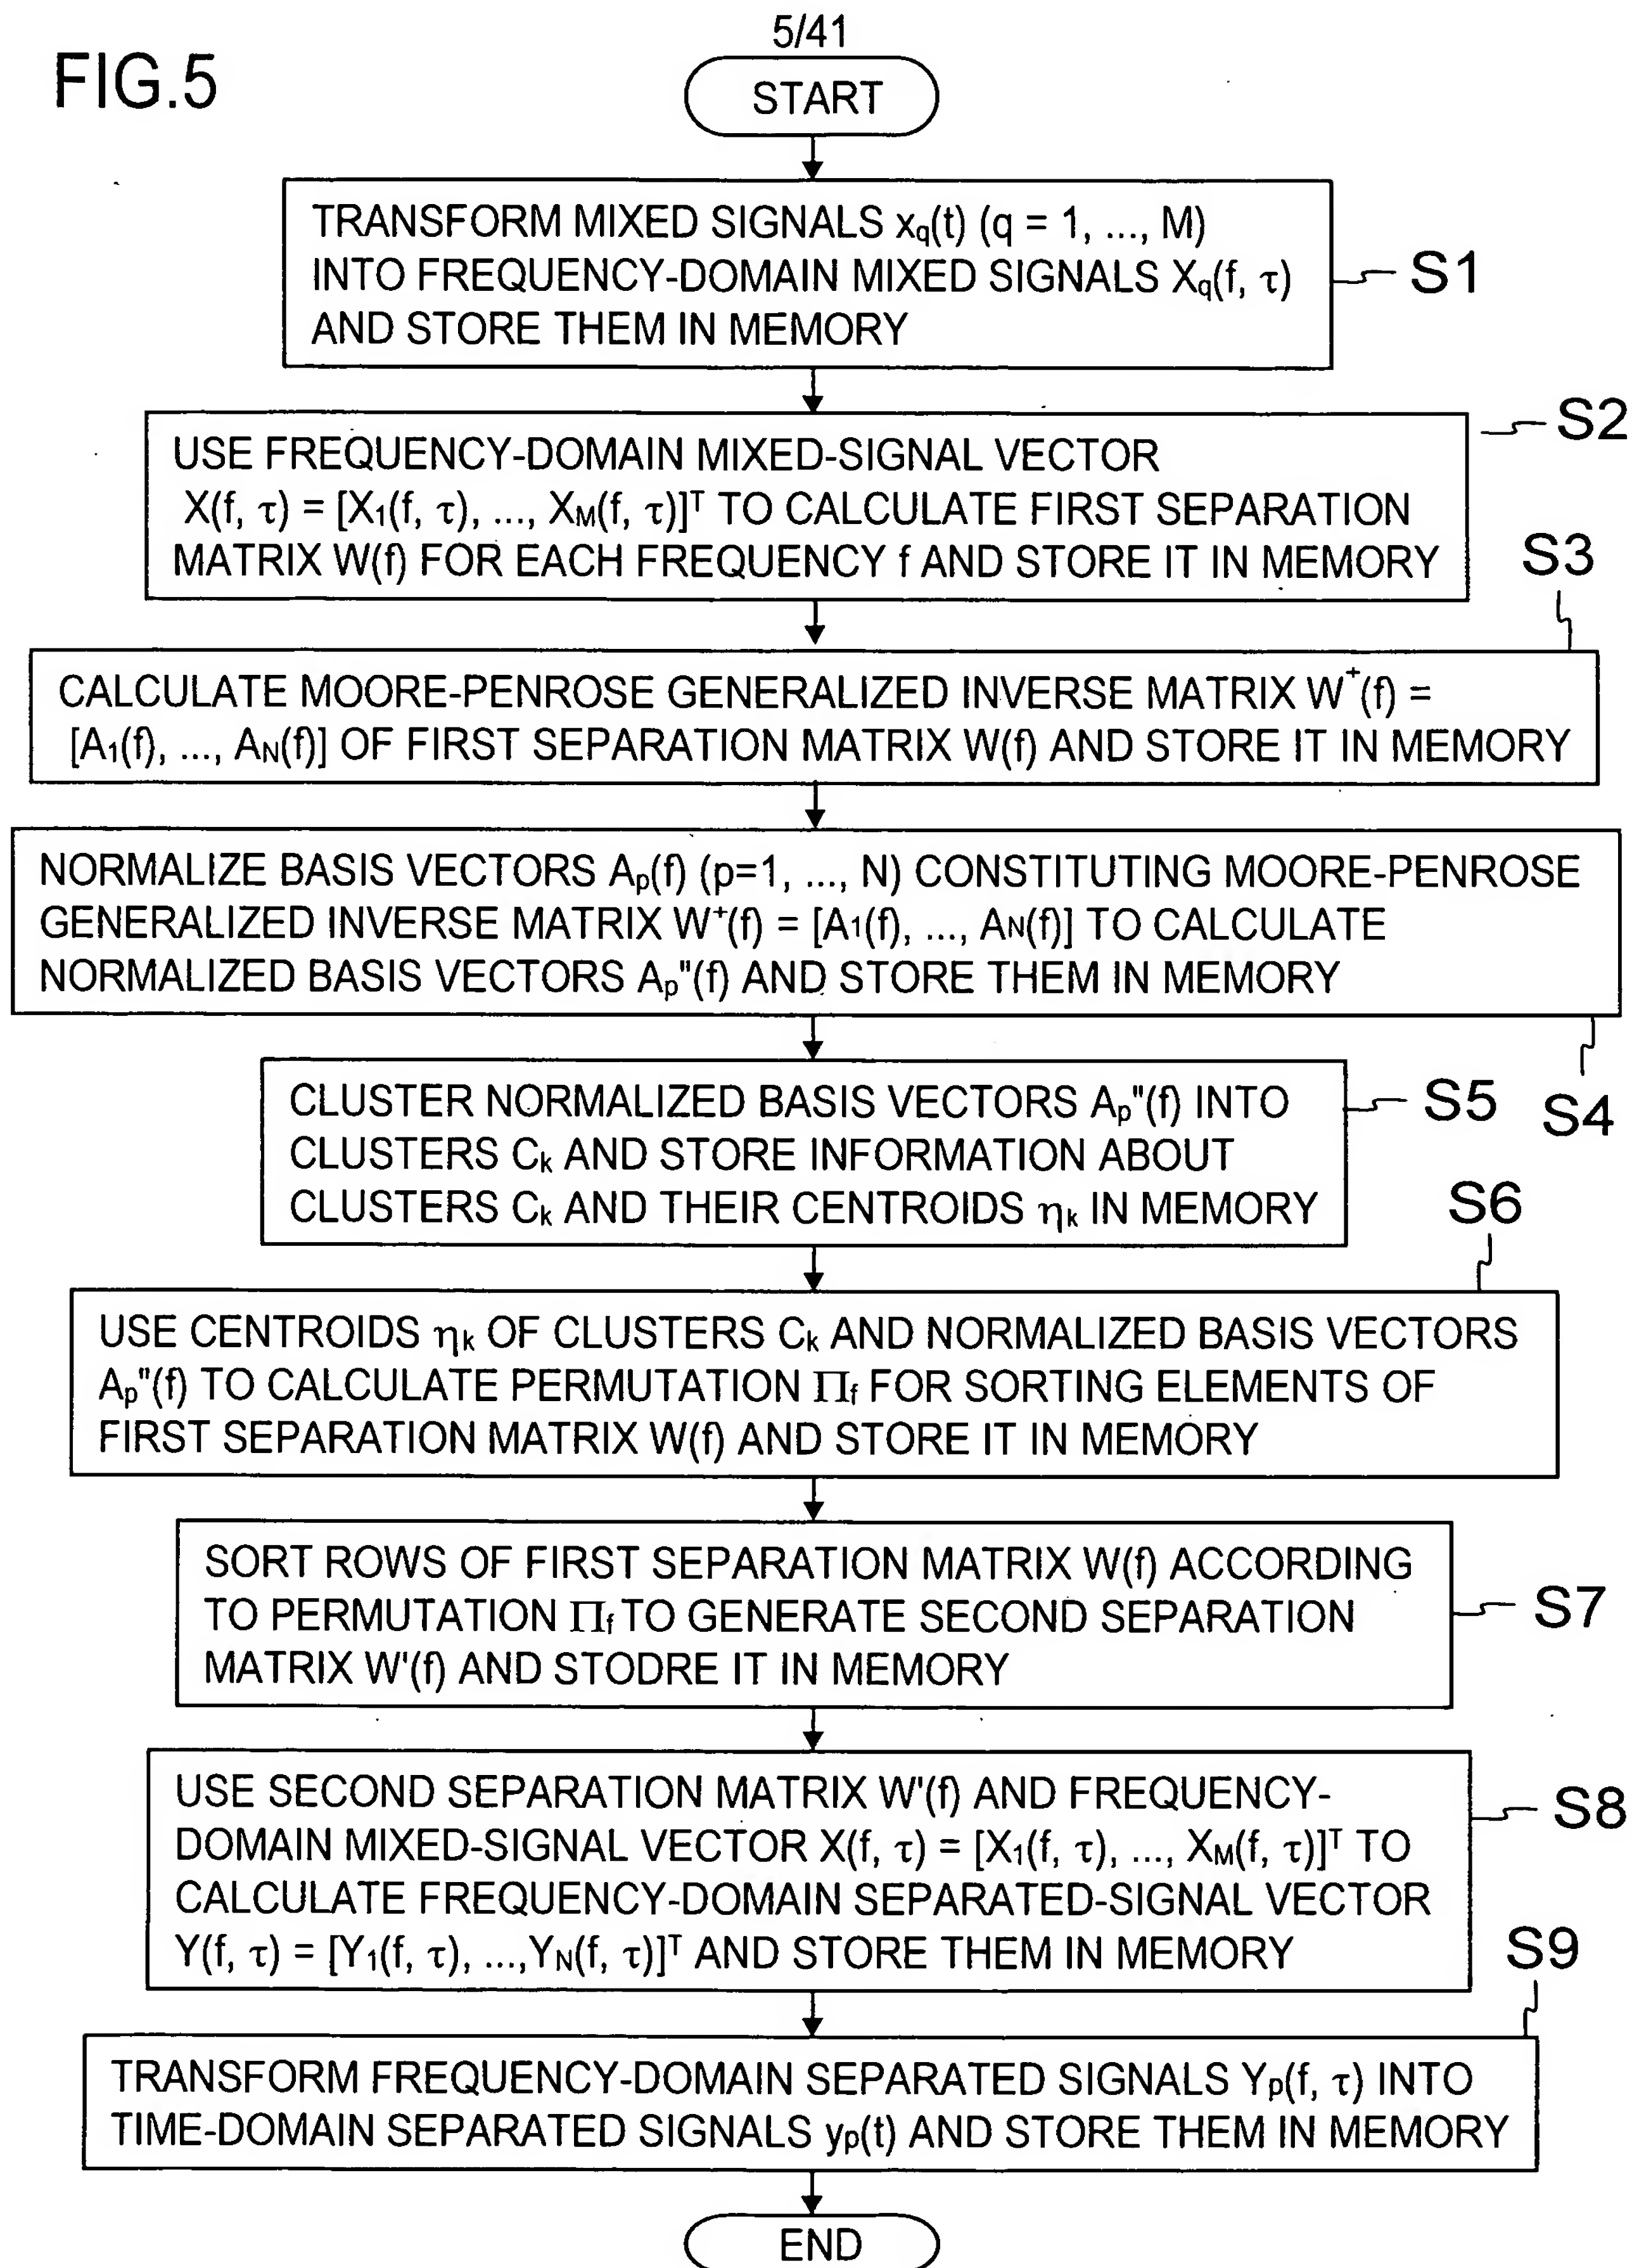 5/41
FIG.5
START
TRANSFORM MIXED SIGNALS xq(t) (q = 1, ..., M)
INTO FREQUENCY-DOMAIN MIXED SIGNALS Xq(f, τ)
AND STORE THEM IN MEMORY
S1
USE FREQUENCY-DOMAIN MIXED-SIGNAL VECTOR
X(f, τ) = [X1(f, τ), ..., XM(f, τ)]ᵀ TO CALCULATE FIRST SEPARATION
MATRIX W(f) FOR EACH FREQUENCY f AND STORE IT IN MEMORY
S2
S3
CALCULATE MOORE-PENROSE GENERALIZED INVERSE MATRIX W⁺(f) =
[A1(f), ..., AN(f)] OF FIRST SEPARATION MATRIX W(f) AND STORE IT IN MEMORY
NORMALIZE BASIS VECTORS Ap(f) (p=1, ..., N) CONSTITUTING MOORE-PENROSE
GENERALIZED INVERSE MATRIX W⁺(f) = [A1(f), ..., AN(f)] TO CALCULATE
NORMALIZED BASIS VECTORS Ap"(f) AND STORE THEM IN MEMORY
S4
CLUSTER NORMALIZED BASIS VECTORS Ap"(f) INTO
CLUSTERS Ck AND STORE INFORMATION ABOUT
CLUSTERS Ck AND THEIR CENTROIDS ηk IN MEMORY
S5
S6
USE CENTROIDS ηk OF CLUSTERS Ck AND NORMALIZED BASIS VECTORS
Ap"(f) TO CALCULATE PERMUTATION Πf FOR SORTING ELEMENTS OF
FIRST SEPARATION MATRIX W(f) AND STORE IT IN MEMORY
SORT ROWS OF FIRST SEPARATION MATRIX W(f) ACCORDING
TO PERMUTATION Πf TO GENERATE SECOND SEPARATION
MATRIX W'(f) AND STODRE IT IN MEMORY
S7
USE SECOND SEPARATION MATRIX W'(f) AND FREQUENCY-
DOMAIN MIXED-SIGNAL VECTOR X(f, τ) = [X1(f, τ), ..., XM(f, τ)]ᵀ TO
CALCULATE FREQUENCY-DOMAIN SEPARATED-SIGNAL VECTOR
Y(f, τ) = [Y1(f, τ), ...,YN(f, τ)]ᵀ AND STORE THEM IN MEMORY
S8
S9
TRANSFORM FREQUENCY-DOMAIN SEPARATED SIGNALS Yp(f, τ) INTO
TIME-DOMAIN SEPARATED SIGNALS yp(t) AND STORE THEM IN MEMORY
END